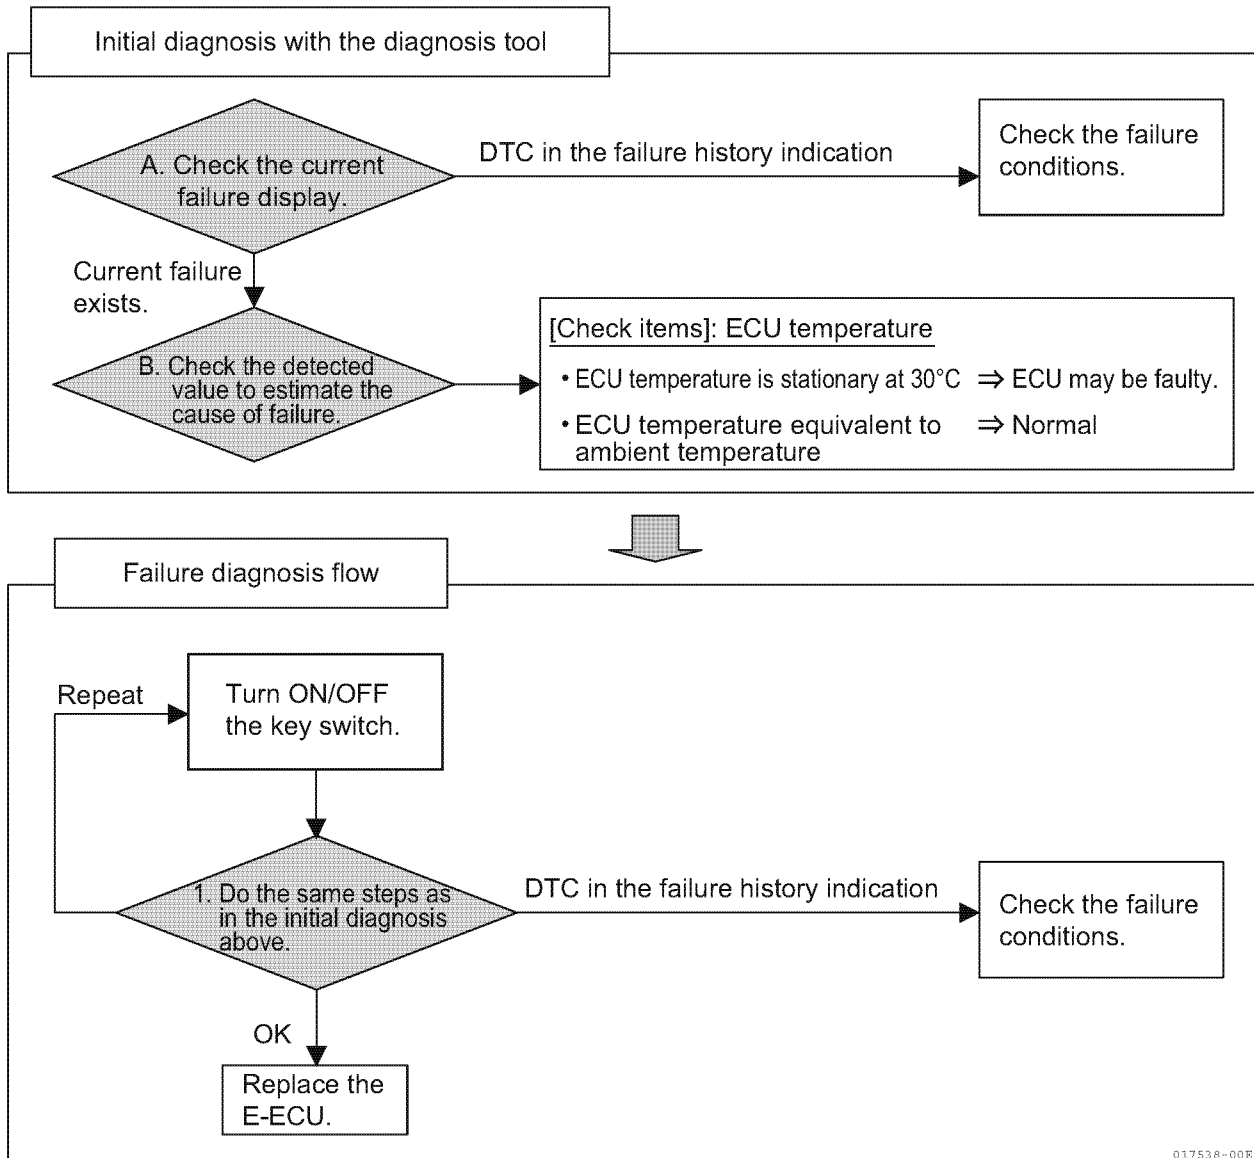 Initial diagnosis with the diagnosis tool
A. Check the current
failure display.
DTC in the failure history indication
Check the failure
conditions.
Current failure
exists.
B. Check the detected
value to estimate the
cause of failure.
[Check items]: ECU temperature
• ECU temperature is stationary at 30°C ⇒ ECU may be faulty.
• ECU temperature equivalent to ⇒ Normal
ambient temperature
Failure diagnosis flow
Repeat
Turn ON/OFF
the key switch.
1. Do the same steps as
in the initial diagnosis
above.
DTC in the failure history indication
Check the failure
conditions.
OK
Replace the
E-ECU.
017538-00E